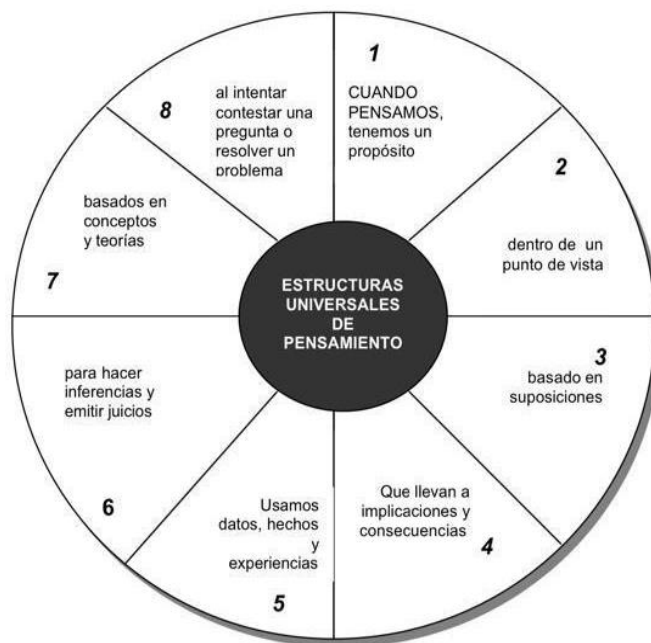 1
CUANDO
PENSAMOS,
tenemos un
propósito
2
dentro de un
punto de vista
3
basado en
suposiciones
Que llevan a
implicaciones y
consecuencias
4
Usamos
datos, hechos
y
experiencias
5
para hacer
inferencias y
emitir juicios
6
basados en
conceptos
y teorías
7
8
al intentar
contestar una
pregunta o
resolver un
problema
ESTRUCTURAS
UNIVERSALES
DE
PENSAMIENTO